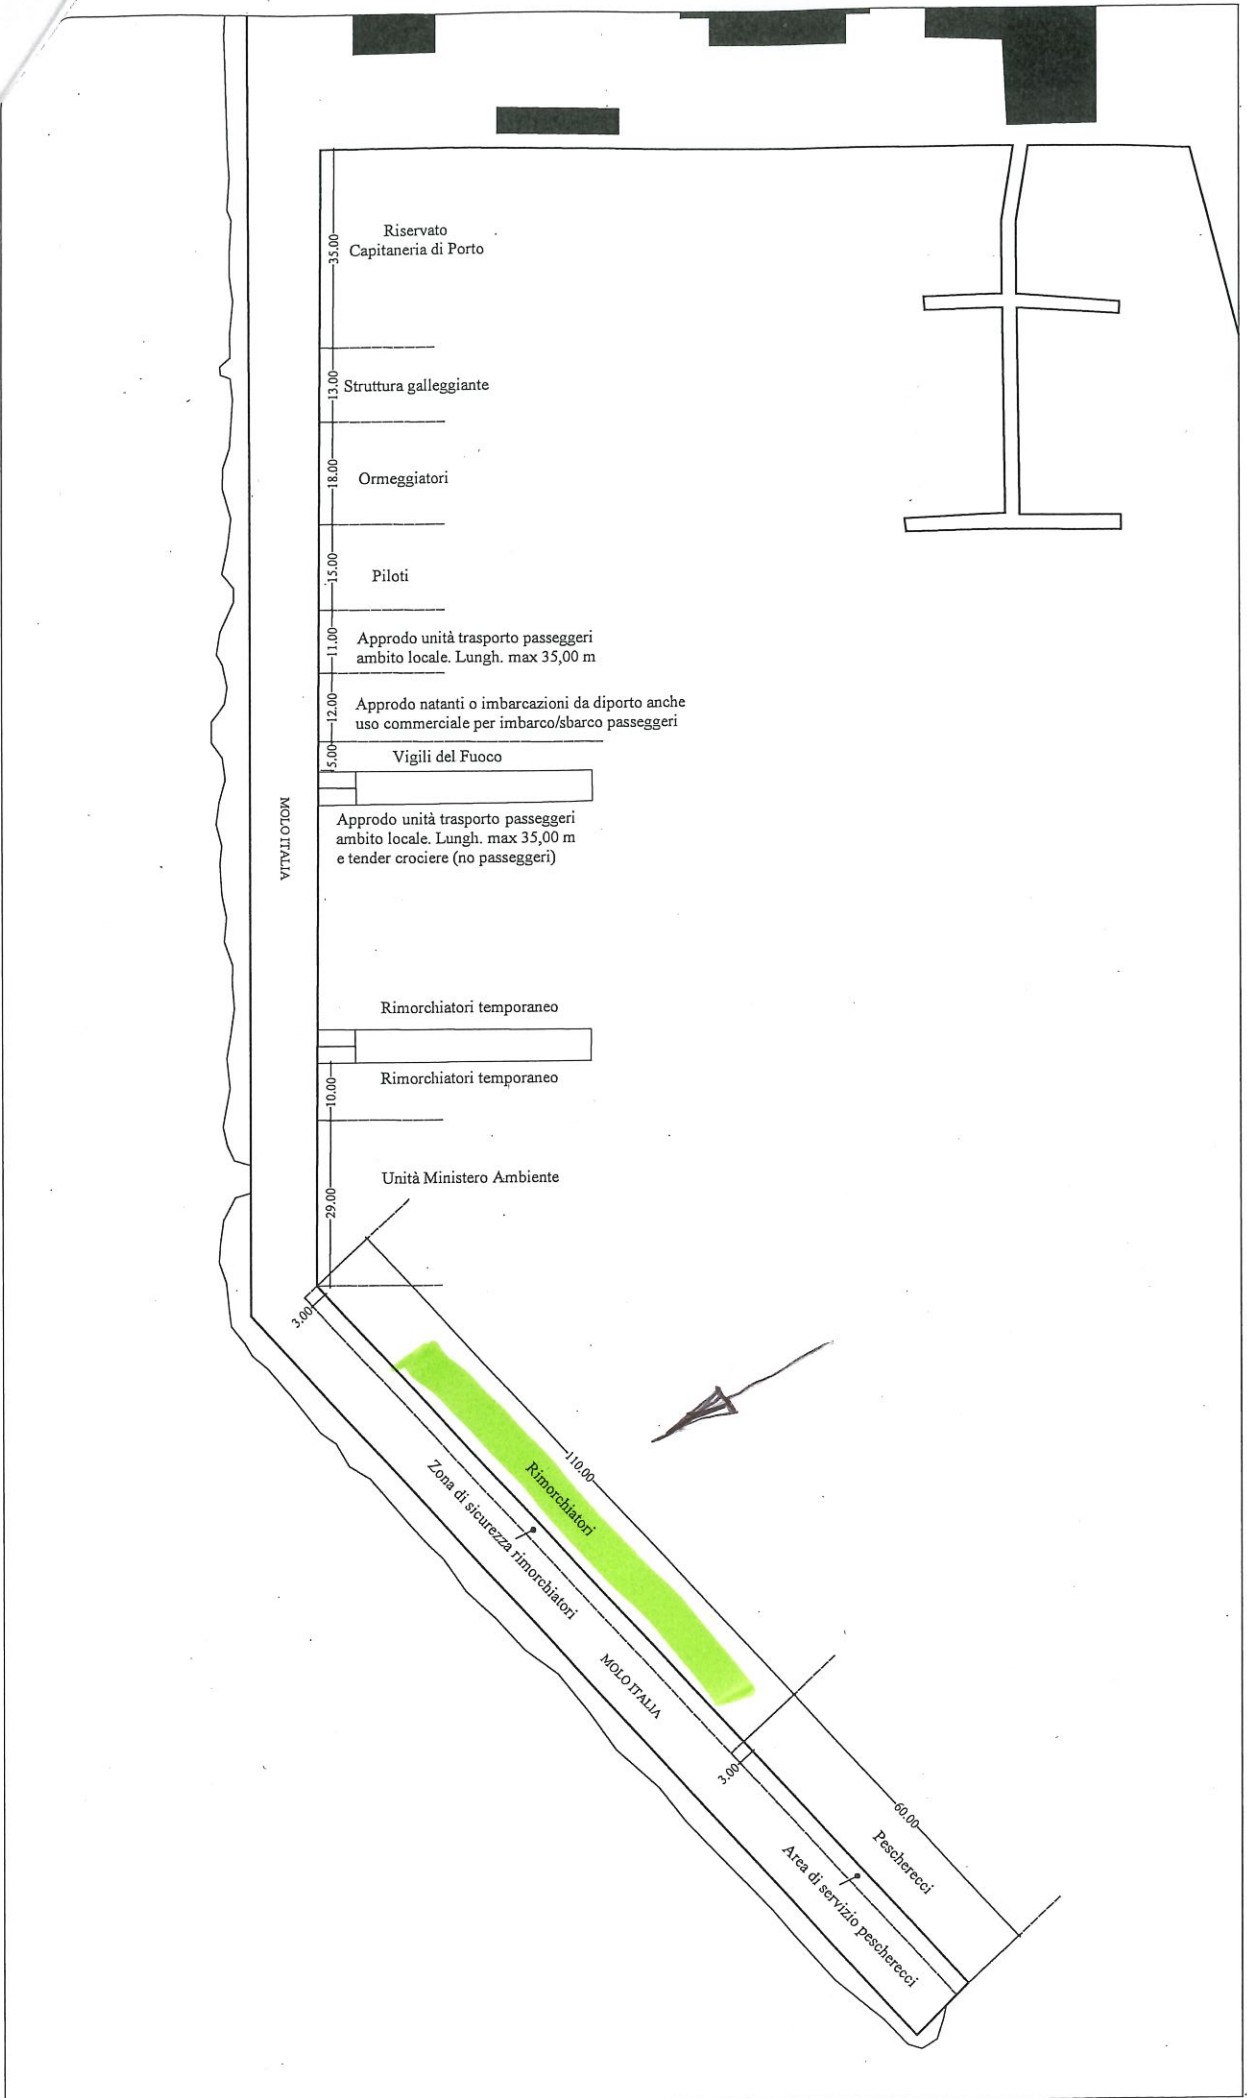 35.00
Riservato
Capitaneria di Porto
13.00
Struttura galleggiante
18.00
Ormeggiatori
15.00
Piloti
11.00
Approdo unità trasporto passeggeri
ambito locale. Lungh. max 35,00 m
12.00
Approdo natanti o imbarcazioni da diporto anche
uso commerciale per imbarco/sbarco passeggeri
5.00
Vigili del Fuoco
MOLO ITALIA
Approdo unità trasporto passeggeri
ambito locale. Lungh. max 35,00 m
e tender crociere (no passeggeri)
Rimorchiatori temporaneo
Rimorchiatori temporaneo
10.00
Unità Ministero Ambiente
29.00
3.00
110.00
Rimorchiatori
Zona di sicurezza rimorchiatori
MOLO ITALIA
3.00
60.00
Pescherecci
Area di servizio pescherecci